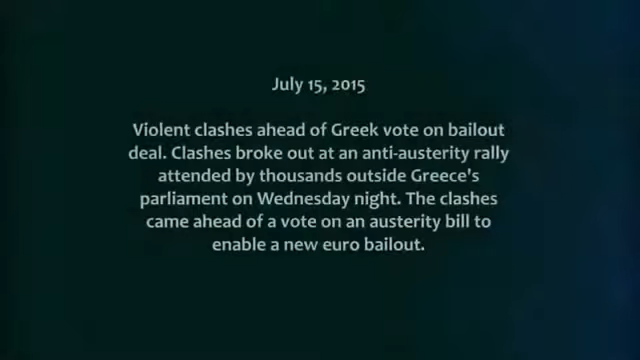 July 15, 2015
Violent clashes ahead of Greek vote on bailout
deal. Clashes broke out at an anti-austerity rally
attended by thousands outside Greece's
parliament on Wednesday night. The clashes
came ahead of a vote on an austerity bill to
enable a new euro bailout.